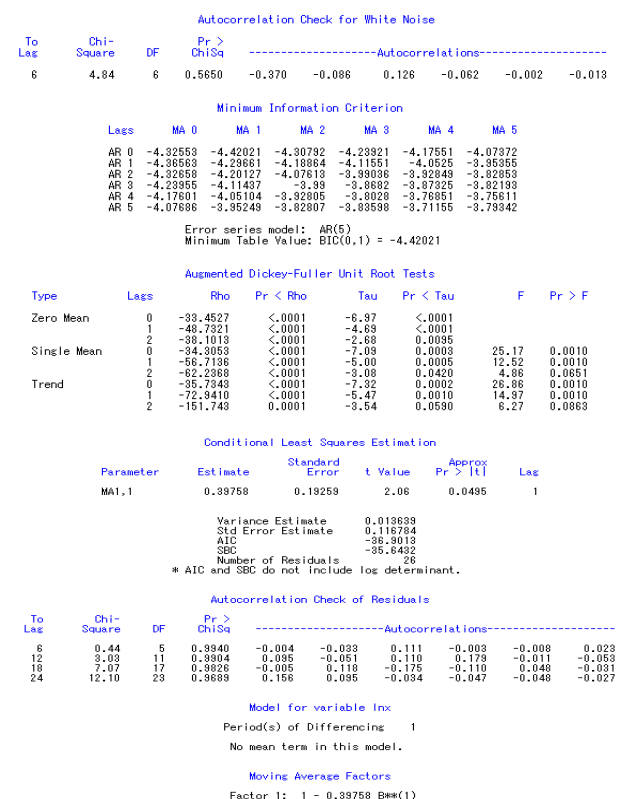 Autocorrelation Check for White Noise
To Chi- Pr >
Lag Square DF ChiSq --------------------Autocorrelations--------------------
6 4.84 6 0.5650 -0.370 -0.086 0.126 -0.062 -0.002 -0.013
Minimum Information Criterion
Lags MA 0 MA 1 MA 2 MA 3 MA 4 MA 5
AR 0 -4.32553 -4.42021 -4.30792 -4.23921 -4.17551 -4.07372
AR 1 -4.36563 -4.29661 -4.18864 -4.11551 -4.0525 -3.95355
AR 2 -4.32658 -4.20127 -4.07613 -3.99036 -3.92849 -3.82853
AR 3 -4.23955 -4.11437 -3.99 -3.8682 -3.87325 -3.82193
AR 4 -4.17601 -4.05104 -3.92805 -3.8028 -3.76851 -3.75611
AR 5 -4.07686 -3.95249 -3.82807 -3.83598 -3.71155 -3.79342
Error series model: AR(5)
Minimum Table Value: BIC(0,1) = -4.42021
Augmented Dickey-Fuller Unit Root Tests
Type Lags Rho Pr < Rho Tau Pr < Tau F Pr > F
Zero Mean 0 -33.4527 <.0001 -6.97 <.0001
1 -48.7321 <.0001 -4.69 <.0001
2 -38.1013 <.0001 -2.68 0.0095
Single Mean 0 -34.3053 <.0001 -7.09 0.0003 25.17 0.0010
1 -56.7136 <.0001 -5.00 0.0005 12.52 0.0010
2 -62.2368 <.0001 -3.08 0.0420 4.86 0.0651
Trend 0 -35.7343 <.0001 -7.32 0.0002 26.86 0.0010
1 -72.9410 <.0001 -5.47 0.0010 14.97 0.0010
2 -151.743 0.0001 -3.54 0.0590 6.27 0.0863
Conditional Least Squares Estimation
Standard Approx
Parameter Estimate Error t Value Pr > |t| Lag
MA1,1 0.39758 0.19259 2.06 0.0495 1
Variance Estimate 0.013639
Std Error Estimate 0.116784
AIC -36.9013
SBC -35.6432
Number of Residuals 26
* AIC and SBC do not include log determinant.
Autocorrelation Check of Residuals
To Chi- Pr >
Lag Square DF ChiSq --------------------Autocorrelations--------------------
6 0.44 5 0.9940 -0.004 -0.033 0.111 -0.003 -0.008 0.023
12 3.03 11 0.9904 0.095 -0.051 0.110 0.179 -0.011 -0.053
18 7.07 17 0.9826 -0.005 0.118 -0.175 -0.110 0.048 -0.031
24 12.10 23 0.9689 0.156 0.095 -0.034 -0.047 -0.048 -0.027
Model for variable lnx
Period(s) of Differencing 1
No mean term in this model.
Moving Average Factors
Factor 1: 1 - 0.39758 B**(1)